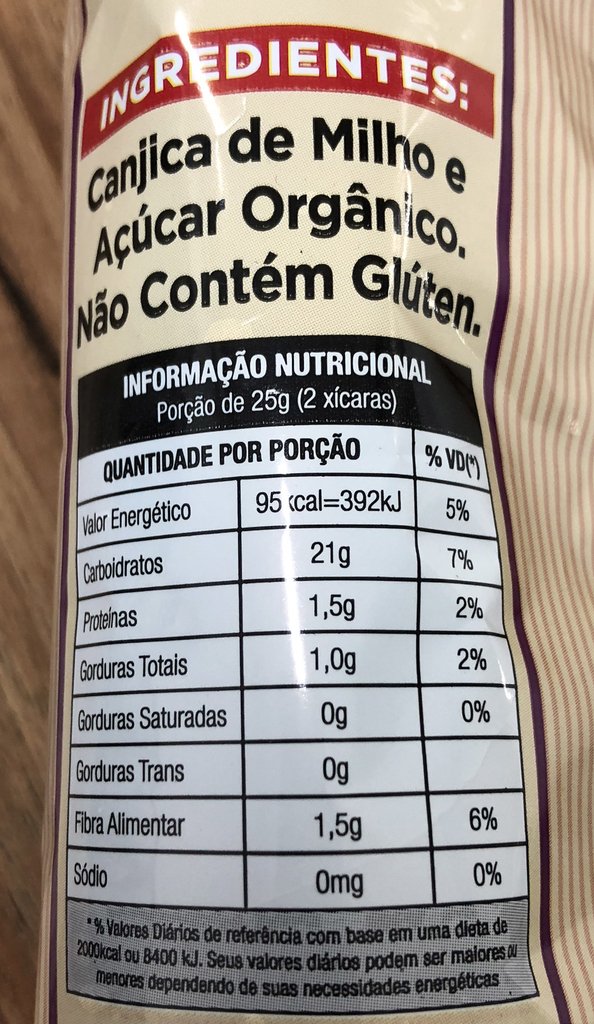 INGREDIENTES:
Canjica de Milho e
Açúcar Orgânico.
Não Contém Glúten.
INFORMAÇÃO NUTRICIONAL
Porção de 25g (2 xícaras)
QUANTIDADE POR PORÇÃO % VD(*)
Valor Energético 95kcal=392kJ 5%
Carboidratos 21g 7%
Proteínas 1,5g 2%
Gorduras Totais 1,0g 2%
Gorduras Saturadas 0g 0%
Gorduras Trans 0g
Fibra Alimentar 1,5g 6%
Sódio 0mg 0%
*% Valores Diários de referência com base em uma dieta de
2000kcal ou 8400 kJ. Seus valores diários podem ser maiores ou
menores dependendo de suas necessidades energéticas